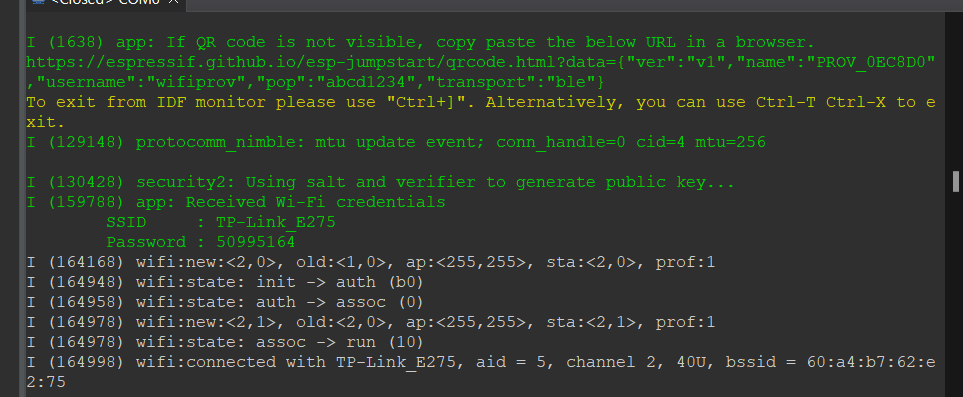 <Closed> COM6
I (1638) app: If QR code is not visible, copy paste the below URL in a browser.
https://espressif.github.io/esp-jumpstart/qrcode.html?data={"ver":"v1","name":"PROV_0EC8D0"
,"username":"wifiprov","pop":"abcd1234","transport":"ble"}
To exit from IDF monitor please use "Ctrl+]". Alternatively, you can use Ctrl-T Ctrl-X to e
xit.
I (129148) protocomm_nimble: mtu update event; conn_handle=0 cid=4 mtu=256
I (130428) security2: Using salt and verifier to generate public key...
I (159788) app: Received Wi-Fi credentials
SSID : TP-Link_E275
Password : 50995164
I (164168) wifi:new:<2,0>, old:<1,0>, ap:<255,255>, sta:<2,0>, prof:1
I (164948) wifi:state: init -> auth (b0)
I (164958) wifi:state: auth -> assoc (0)
I (164978) wifi:new:<2,1>, old:<2,0>, ap:<255,255>, sta:<2,1>, prof:1
I (164978) wifi:state: assoc -> run (10)
I (164998) wifi:connected with TP-Link_E275, aid = 5, channel 2, 40U, bssid = 60:a4:b7:62:e
2:75